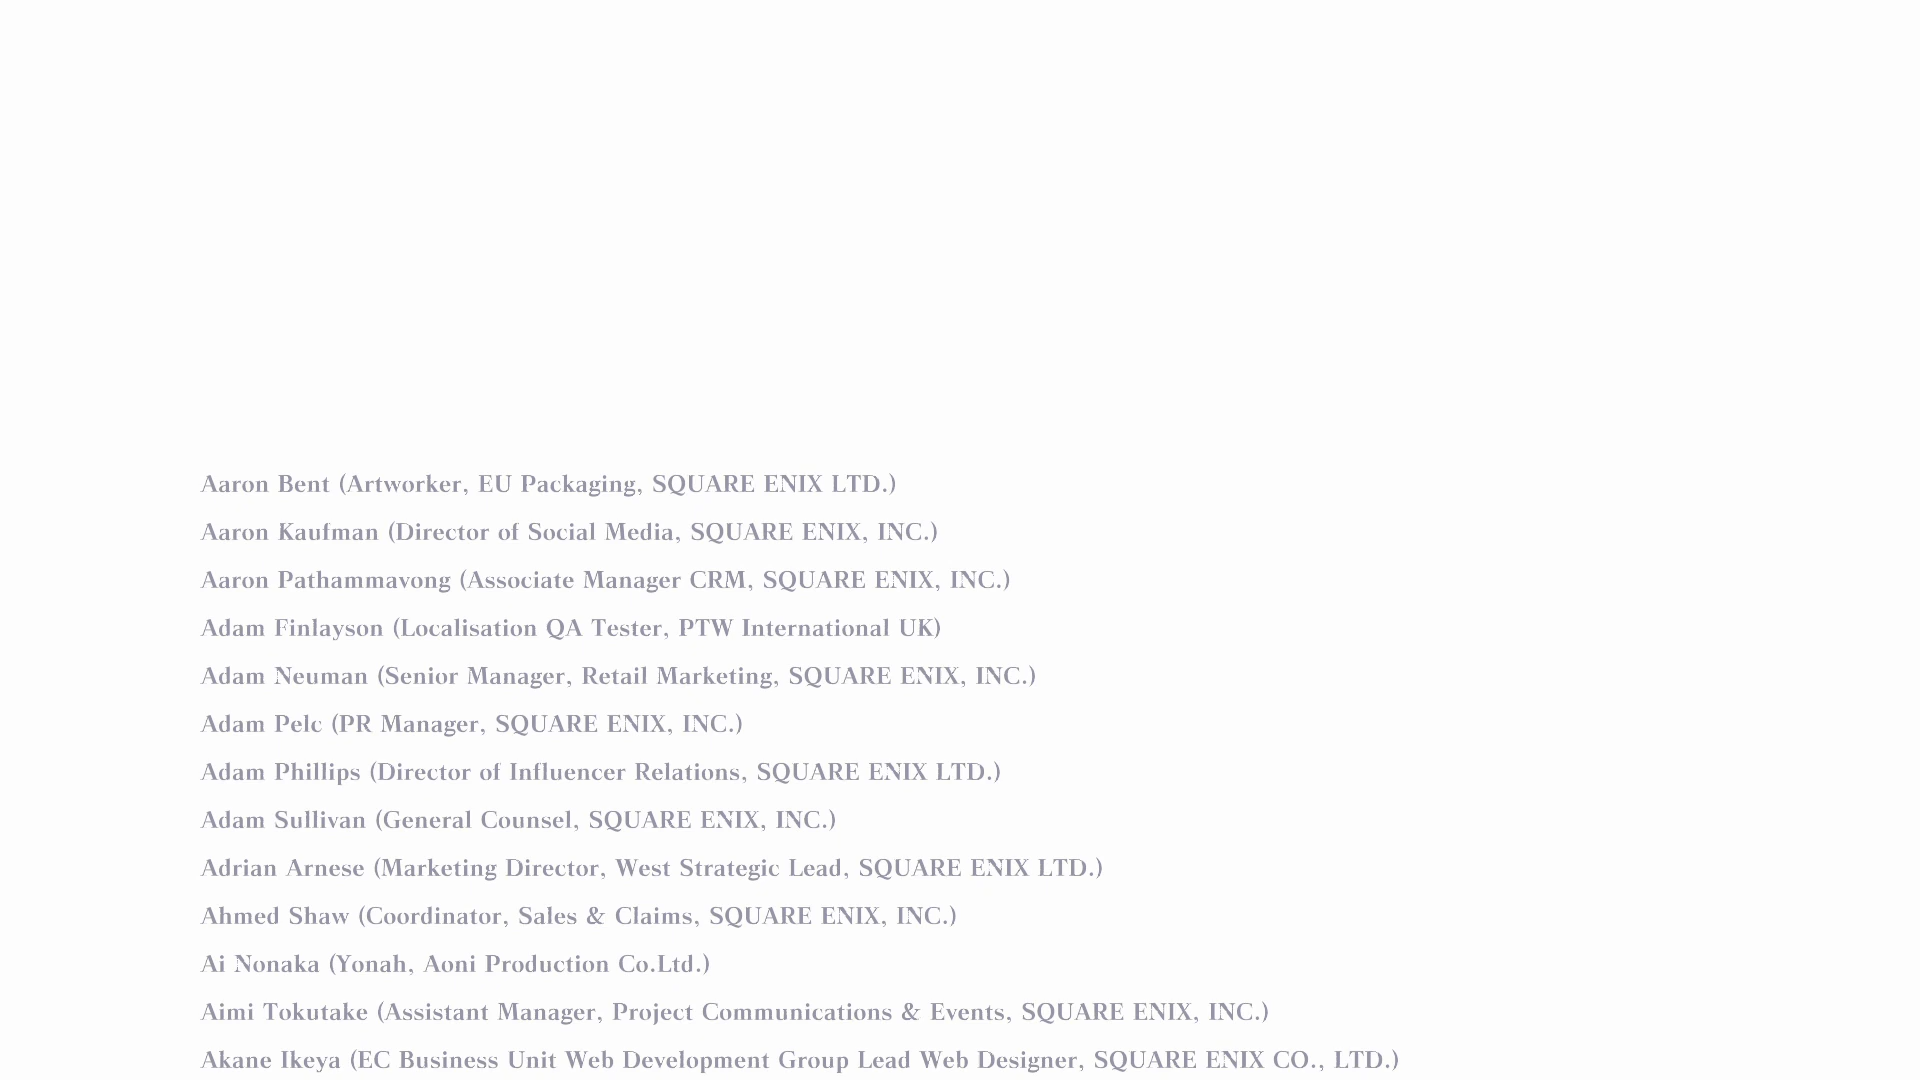 Aaron Bent (Artworker, EU Packaging, SQUARE ENIX LTD.)
Aaron Kaufman (Director of Social Media, SQUARE ENIX, INC.)
Aaron Pathammavong (Associate Manager CRM, SQUARE ENIX, INC.)
Adam Finlayson (Localisation QA Tester, PTW International UK)
Adam Neuman (Senior Manager, Retail Marketing, SQUARE ENIX, INC.)
Adam Pelc (PR Manager, SQUARE ENIX, INC.)
Adam Phillips (Director of Influencer Relations, SQUARE ENIX LTD.)
Adam Sullivan (General Counsel, SQUARE ENIX, INC.)
Adrian Arnese (Marketing Director, West Strategic Lead, SQUARE ENIX LTD.)
Ahmed Shaw (Coordinator, Sales & Claims, SQUARE ENIX, INC.)
Ai Nonaka (Yonah, Aoni Production Co.Ltd.)
Aimi Tokutake (Assistant Manager, Project Communications & Events, SQUARE ENIX, INC.)
Akane Ikeya (EC Business Unit Web Development Group Lead Web Designer, SQUARE ENIX CO., LTD.)